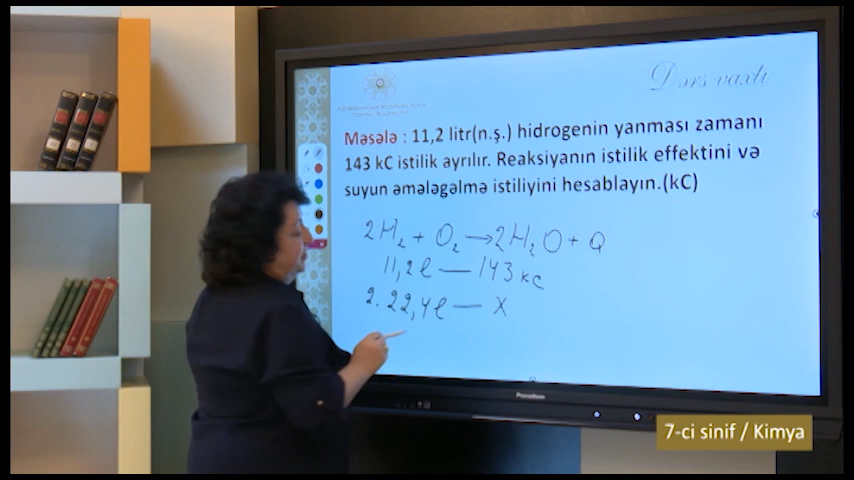 Dərs vaxtı
Məsələ : 11,2 litr(n.ş.) hidrogenin yanması zamanı
143 kC istilik ayrılır. Reaksiyanın istilik effektini və
suyun əmələgəlmə istiliyini hesablayın.(kC)
2H₂ + O₂ → 2H₂O + Q
11,2 l — 143 kC
2. 22,4 l — X
Promethean
7-ci sinif / Kimya